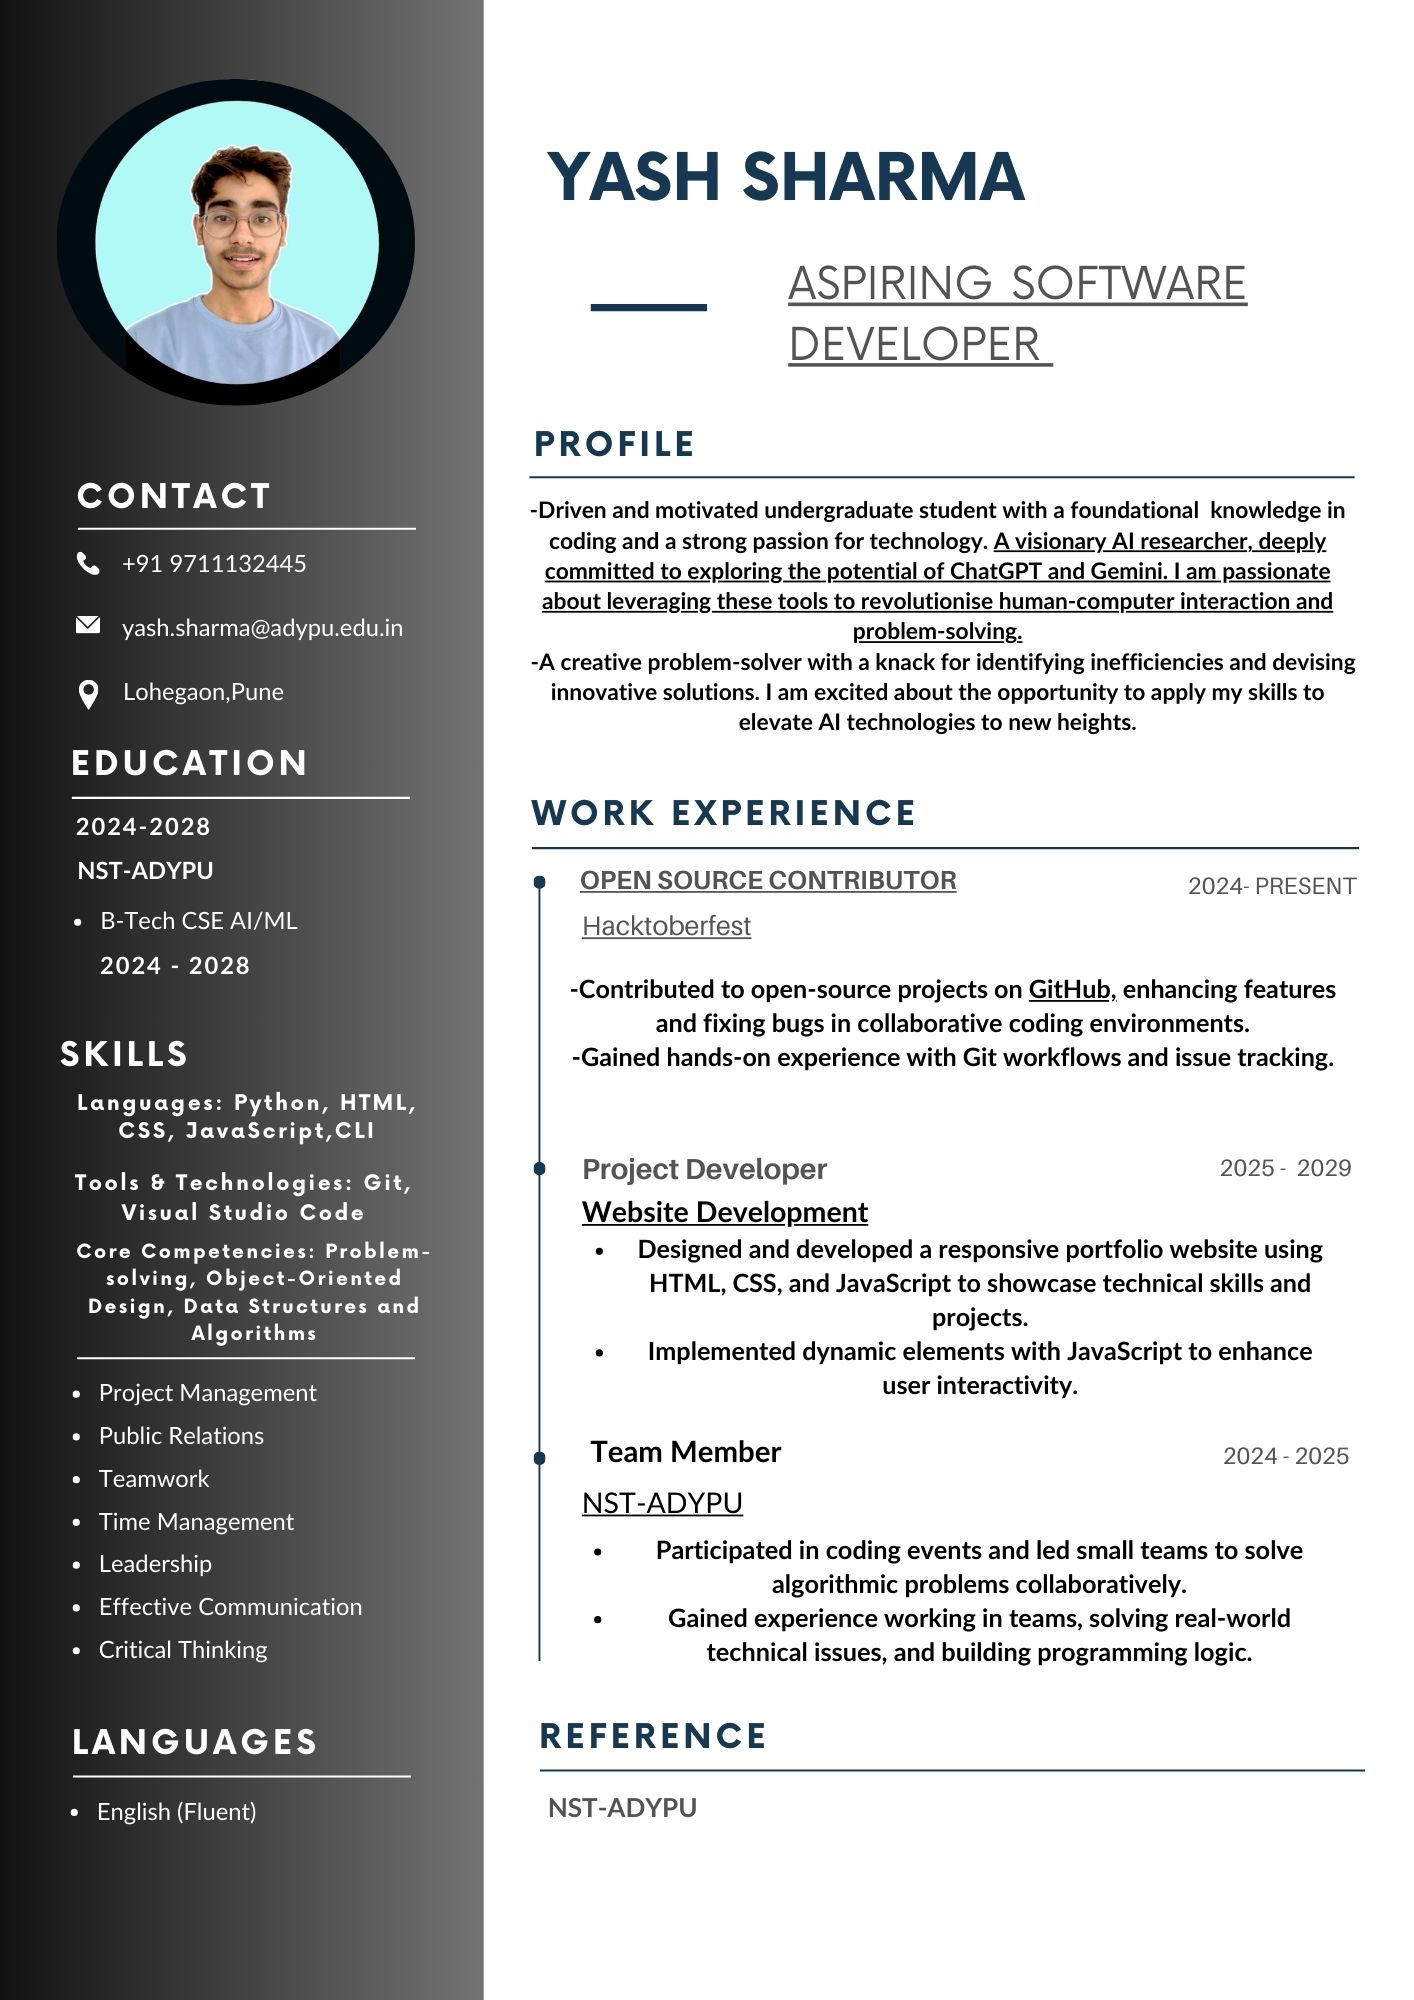 CONTACT
+91 9711132445
yash.sharma@adypu.edu.in
Lohegaon,Pune
EDUCATION
2024-2028
NST-ADYPU
• B-Tech CSE AI/ML
2024 - 2028
SKILLS
Languages: Python, HTML,
CSS, JavaScript,CLI
Tools & Technologies: Git,
Visual Studio Code
Core Competencies: Problem-
solving, Object-Oriented
Design, Data Structures and
Algorithms
• Project Management
• Public Relations
• Teamwork
• Time Management
• Leadership
• Effective Communication
• Critical Thinking
LANGUAGES
• English (Fluent)
YASH SHARMA
ASPIRING SOFTWARE
DEVELOPER
PROFILE
-Driven and motivated undergraduate student with a foundational knowledge in
coding and a strong passion for technology. A visionary AI researcher, deeply
committed to exploring the potential of ChatGPT and Gemini. I am passionate
about leveraging these tools to revolutionise human-computer interaction and
problem-solving.
-A creative problem-solver with a knack for identifying inefficiencies and devising
innovative solutions. I am excited about the opportunity to apply my skills to
elevate AI technologies to new heights.
WORK EXPERIENCE
OPEN SOURCE CONTRIBUTOR 2024- PRESENT
Hacktoberfest
-Contributed to open-source projects on GitHub, enhancing features
and fixing bugs in collaborative coding environments.
-Gained hands-on experience with Git workflows and issue tracking.
Project Developer 2025 - 2029
Website Development
• Designed and developed a responsive portfolio website using
HTML, CSS, and JavaScript to showcase technical skills and
projects.
• Implemented dynamic elements with JavaScript to enhance
user interactivity.
Team Member 2024 - 2025
NST-ADYPU
• Participated in coding events and led small teams to solve
algorithmic problems collaboratively.
• Gained experience working in teams, solving real-world
technical issues, and building programming logic.
REFERENCE
NST-ADYPU